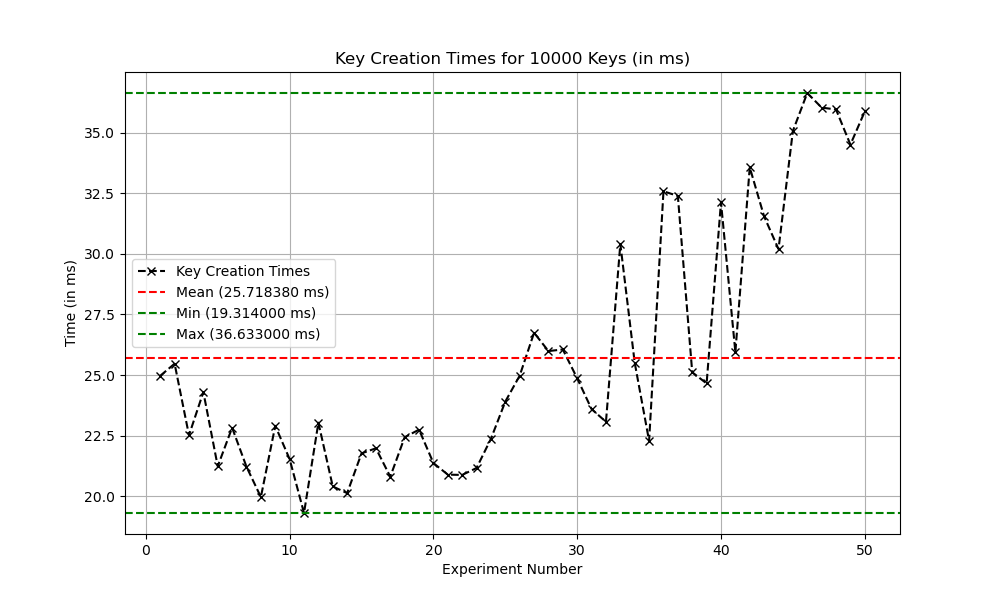 Key Creation Times for 10000 Keys (in ms)
Time (in ms)
35.0
32.5
30.0
27.5
25.0
22.5
20.0
Key Creation Times
Mean (25.718380 ms)
Min (19.314000 ms)
Max (36.633000 ms)
0 10 20 30 40 50
Experiment Number